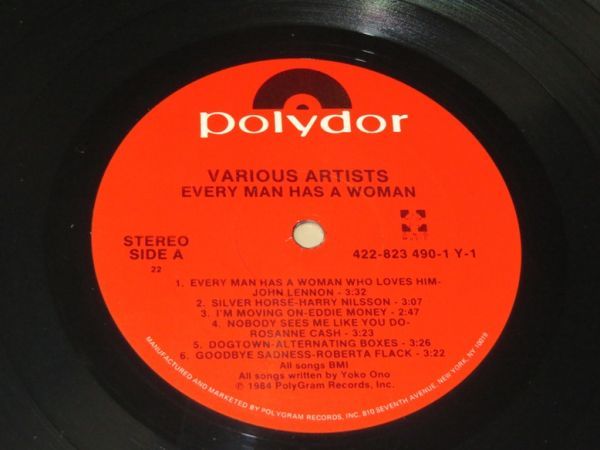 polydor
VARIOUS ARTISTS
EVERY MAN HAS A WOMAN
STEREO
SIDE A
22
422-823 490-1 Y-1
1. EVERY MAN HAS A WOMAN WHO LOVES HIM-
JOHN LENNON - 3:32
2. SILVER HORSE-HARRY NILSSON - 3:07
3. I'M MOVING ON-EDDIE MONEY - 2:47
4. NOBODY SEES ME LIKE YOU DO-
ROSANNE CASH - 3:23
5. DOGTOWN-ALTERNATING BOXES - 3:26
6. GOODBYE SADNESS-ROBERTA FLACK - 3:22
All songs BMI
All songs written by Yoko Ono
℗ 1984 PolyGram Records, Inc.
MANUFACTURED AND MARKETED BY POLYGRAM RECORDS, INC. 810 SEVENTH AVENUE, NEW YORK, NY. 10019